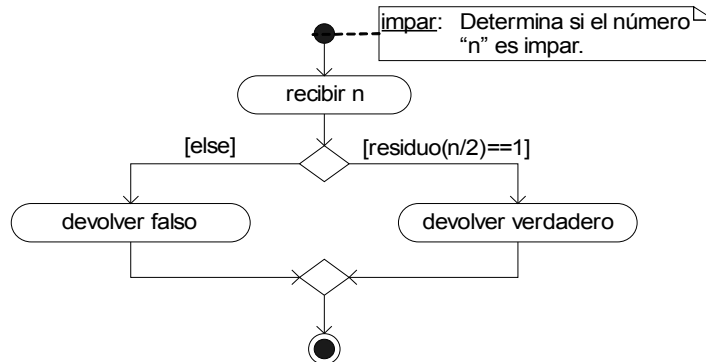 impar: Determina si el número
“n” es impar.
recibir n
[else]
[residuo(n/2)==1]
devolver falso
devolver verdadero